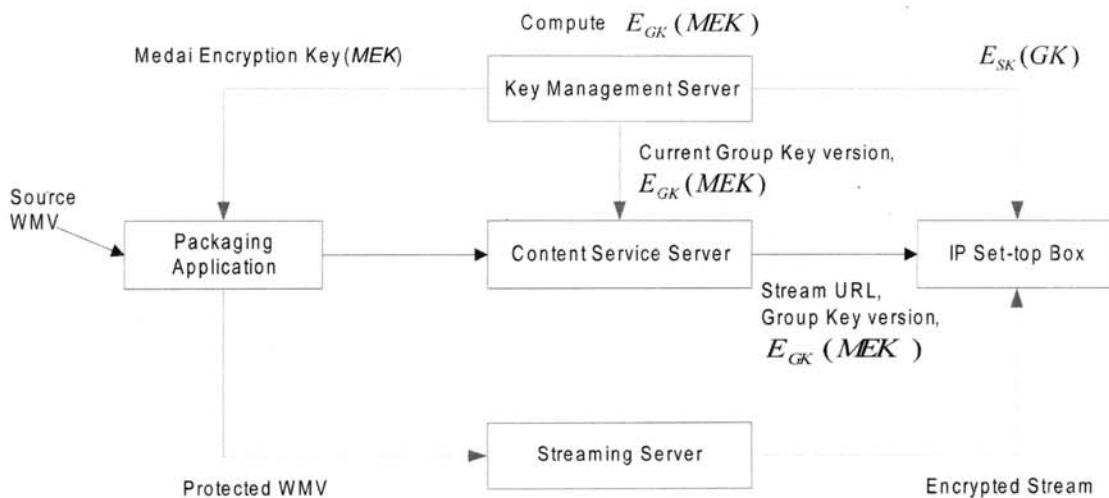 Compute E_GK (MEK)
Medai Encryption Key (MEK)
E_SK (GK)
Key Management Server
Current Group Key version,
E_GK (MEK)
Source
WMV
Packaging
Application
Content Service Server
IP Set-top Box
Stream URL,
Group Key version,
E_GK (MEK )
Streaming Server
Protected WMV
Encrypted Stream